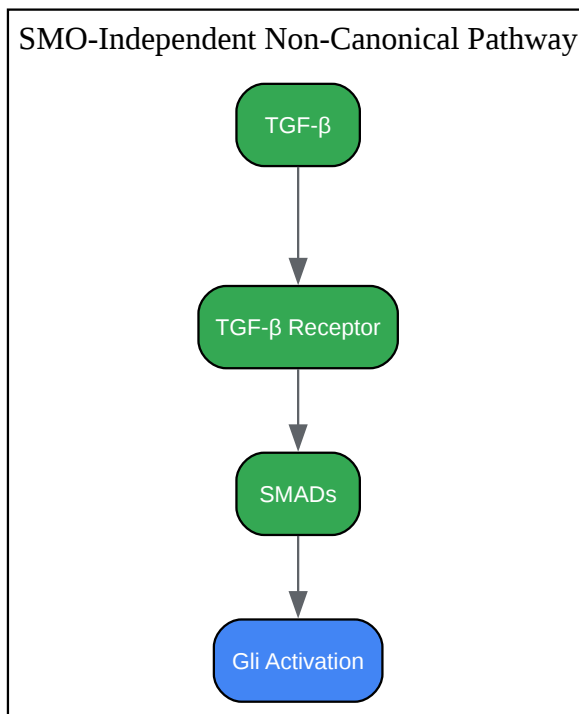 SMO-Independent Non-Canonical Pathway
TGF-β
TGF-β Receptor
SMADs
Gli Activation